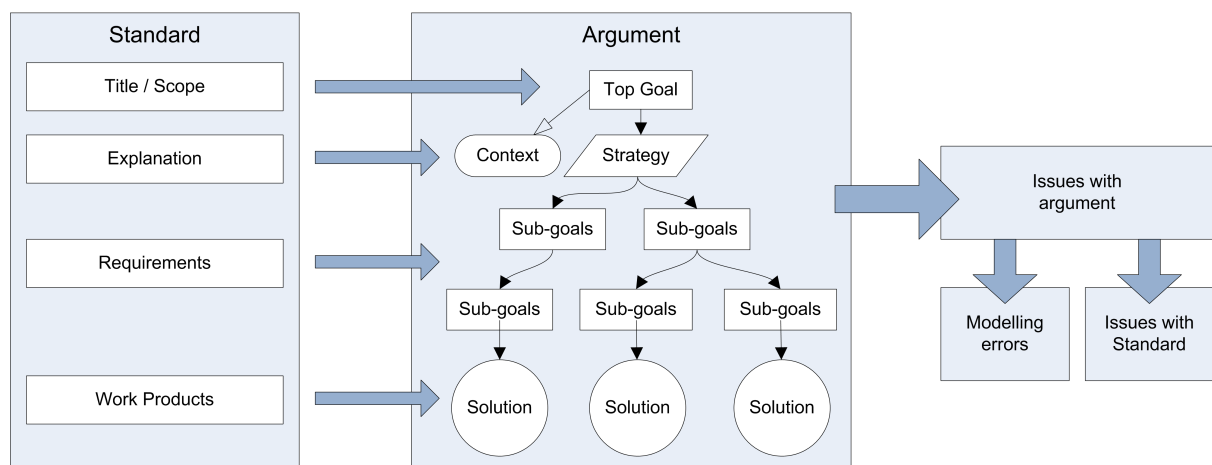 Standard
Title / Scope
Explanation
Requirements
Work Products
Argument
Top Goal
Context
Strategy
Sub-goals
Sub-goals
Sub-goals
Sub-goals
Sub-goals
Solution
Solution
Solution
Issues with
argument
Modelling
errors
Issues with
Standard